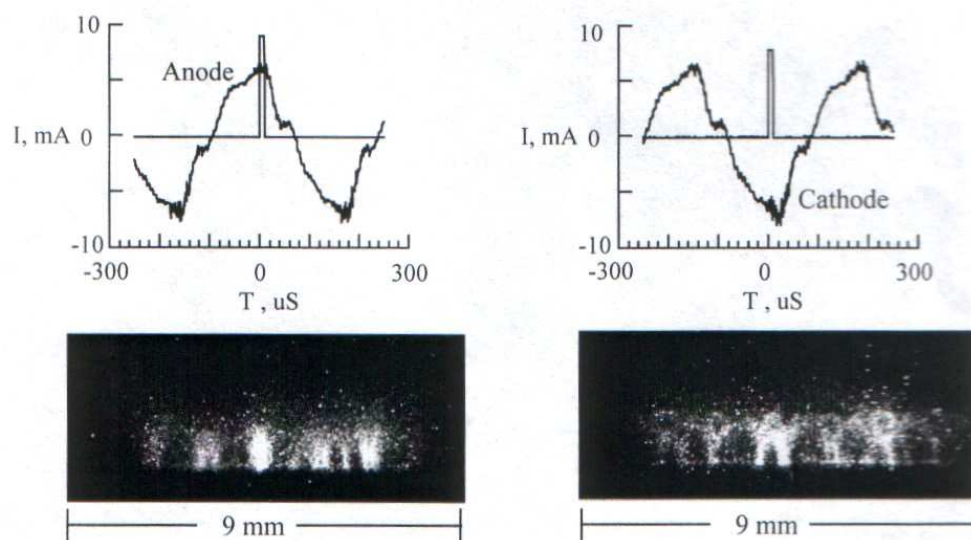 10
Anode
I, mA 0
-10
-300 0 300
T , uS
9 mm
10
I, mA 0
Cathode
-10
-300 0 300
T , uS
9 mm